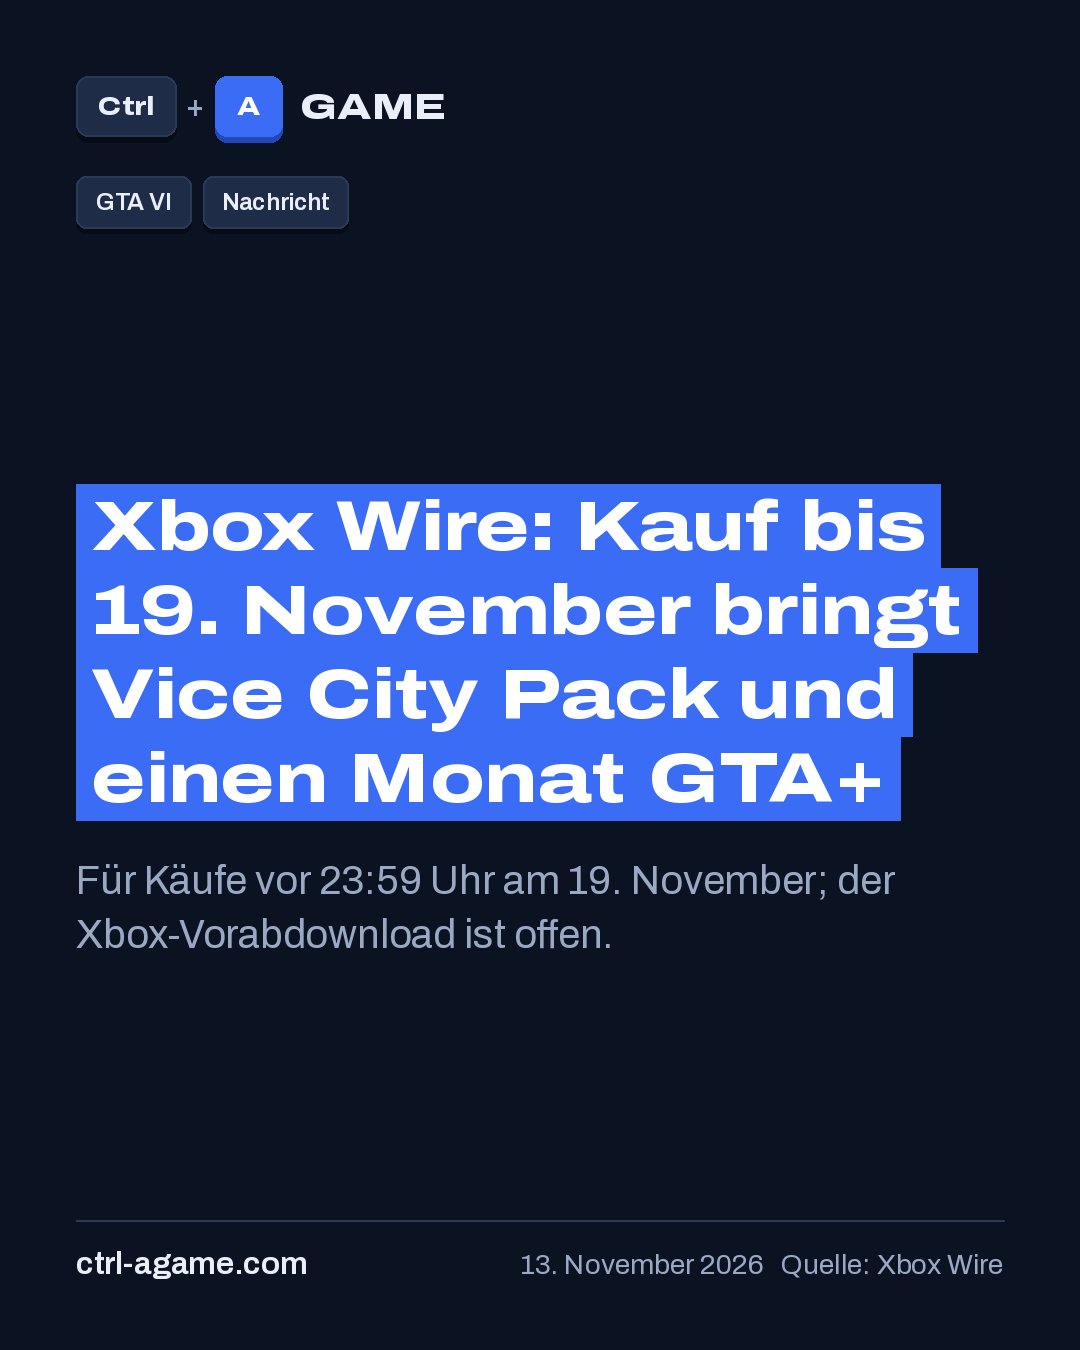 Ctrl + A GAME
GTA VI Nachricht
Xbox Wire: Kauf bis
19. November bringt
Vice City Pack und
einen Monat GTA+
Für Käufe vor 23:59 Uhr am 19. November; der
Xbox-Vorabdownload ist offen.
ctrl-agame.com 13. November 2026 Quelle: Xbox Wire